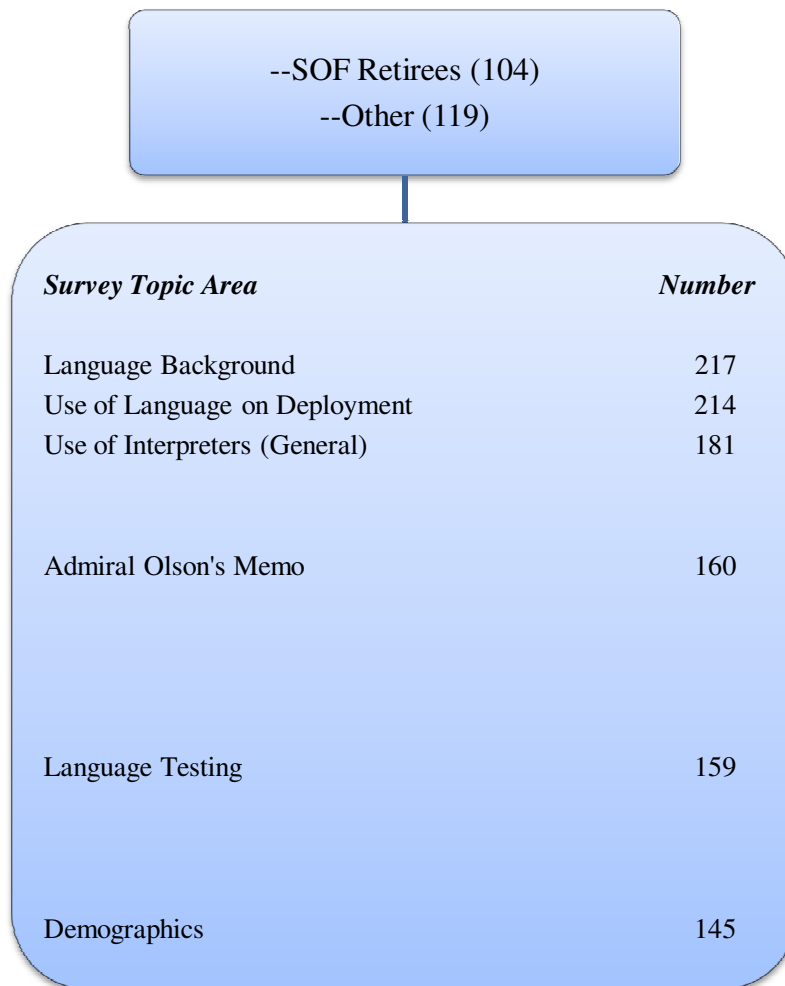 --SOF Retirees (104)
--Other (119)
Survey Topic Area Number
Language Background 217
Use of Language on Deployment 214
Use of Interpreters (General) 181
Admiral Olson's Memo 160
Language Testing 159
Demographics 145